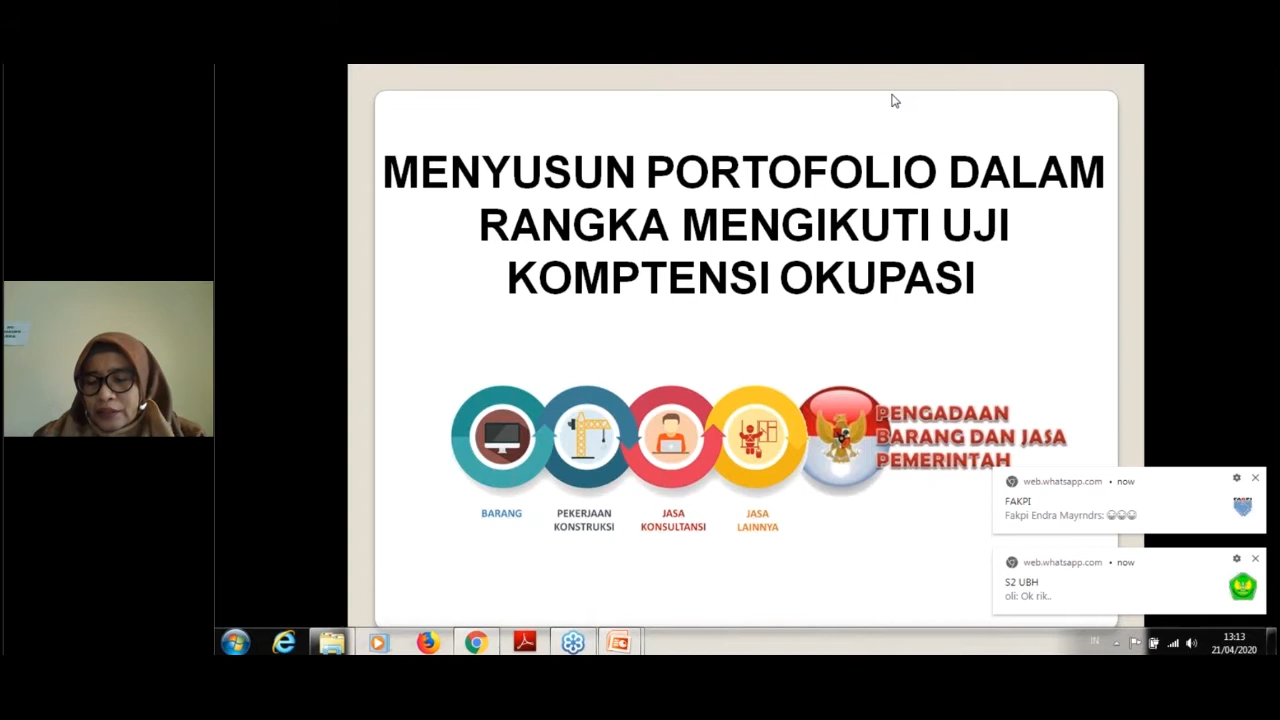 MENYUSUN PORTOFOLIO DALAM
RANGKA MENGIKUTI UJI
KOMPTENSI OKUPASI
PENGADAAN
BARANG DAN JASA
PEMERINTAH
BARANG
PEKERJAAN
KONSTRUKSI
JASA
KONSULTANSI
JASA
LAINNYA
web.whatsapp.com • now
FAKPI
Fakpi Endra Mayrndrs: 😂😂😂
web.whatsapp.com • now
S2 UBH
oli: Ok rik..
IN
13:13
21/04/2020